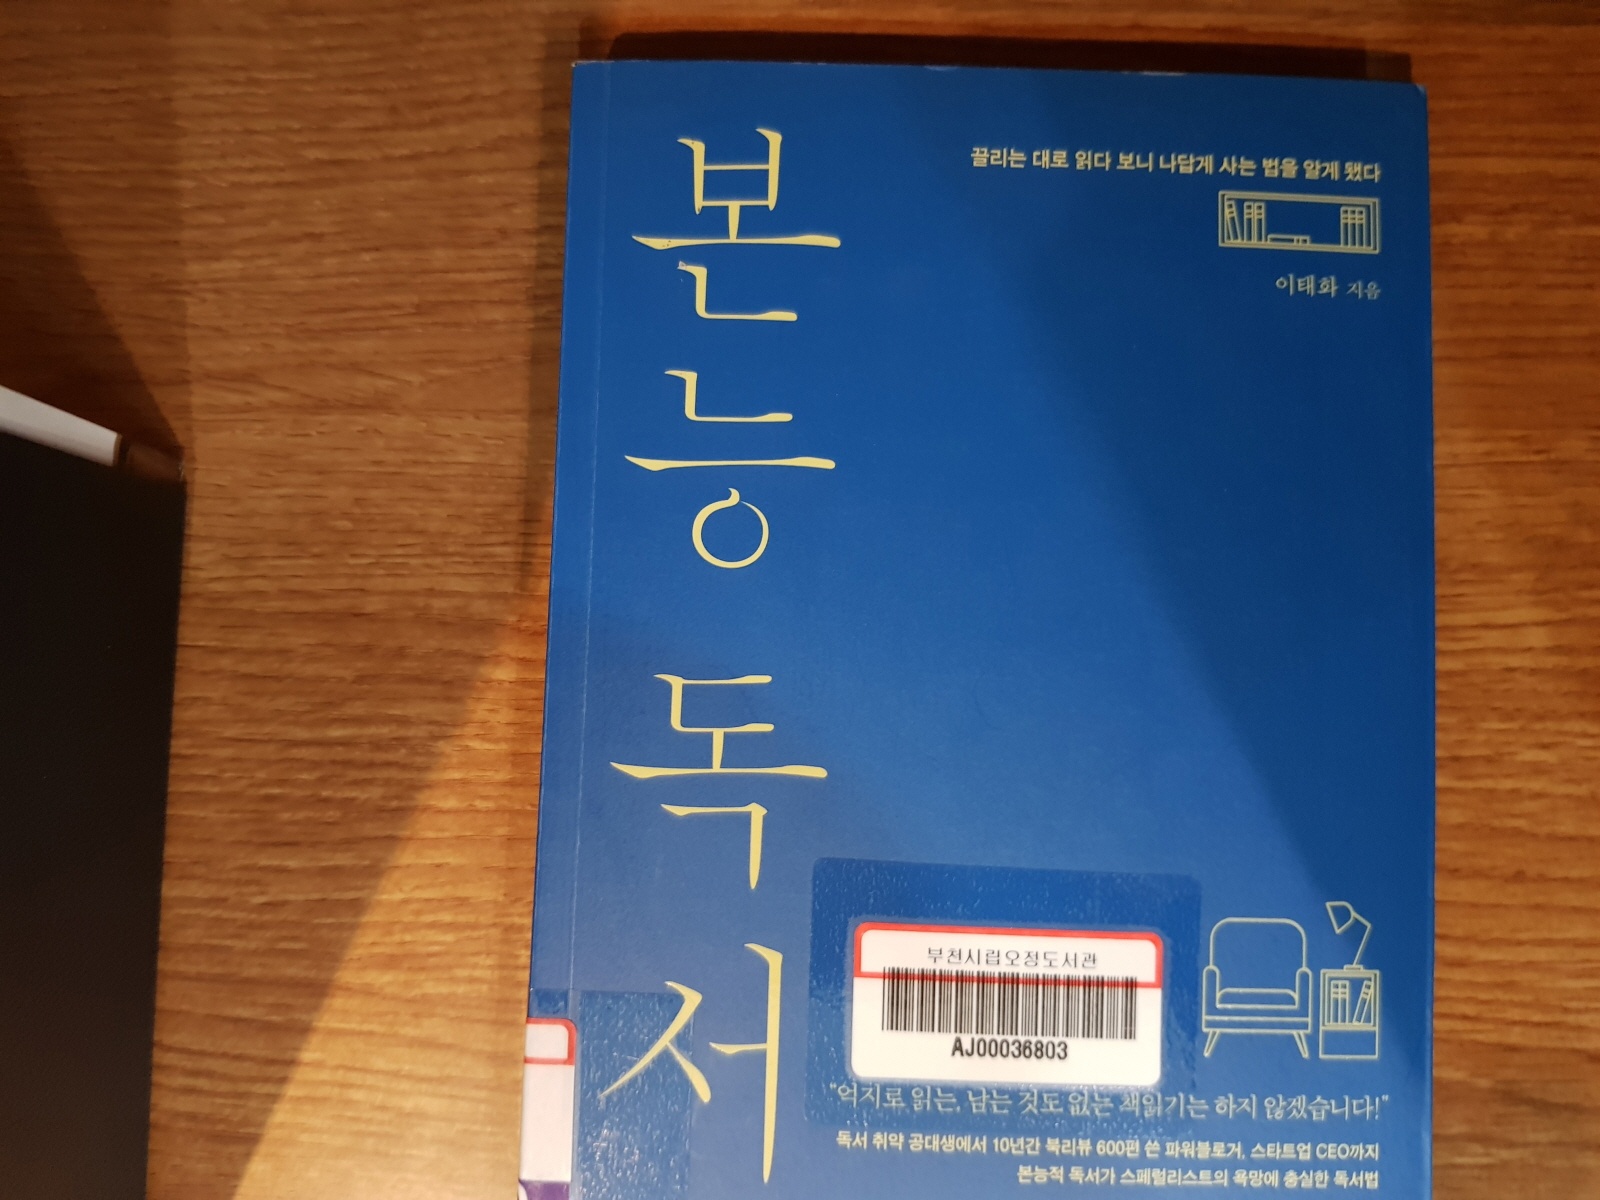 본능독서
끌리는 대로 읽다 보니 나답게 사는 법을 알게 됐다
이태화 지음
부천시립오정도서관
AJ00036803
"억지로 읽는, 남는 것도 없는 책읽기는 하지 않겠습니다!"
독서 취약 공대생에서 10년간 북리뷰 600편 쓴 파워블로거, 스타트업 CEO까지
본능적 독서가 스페럴리스트의 욕망에 충실한 독서법